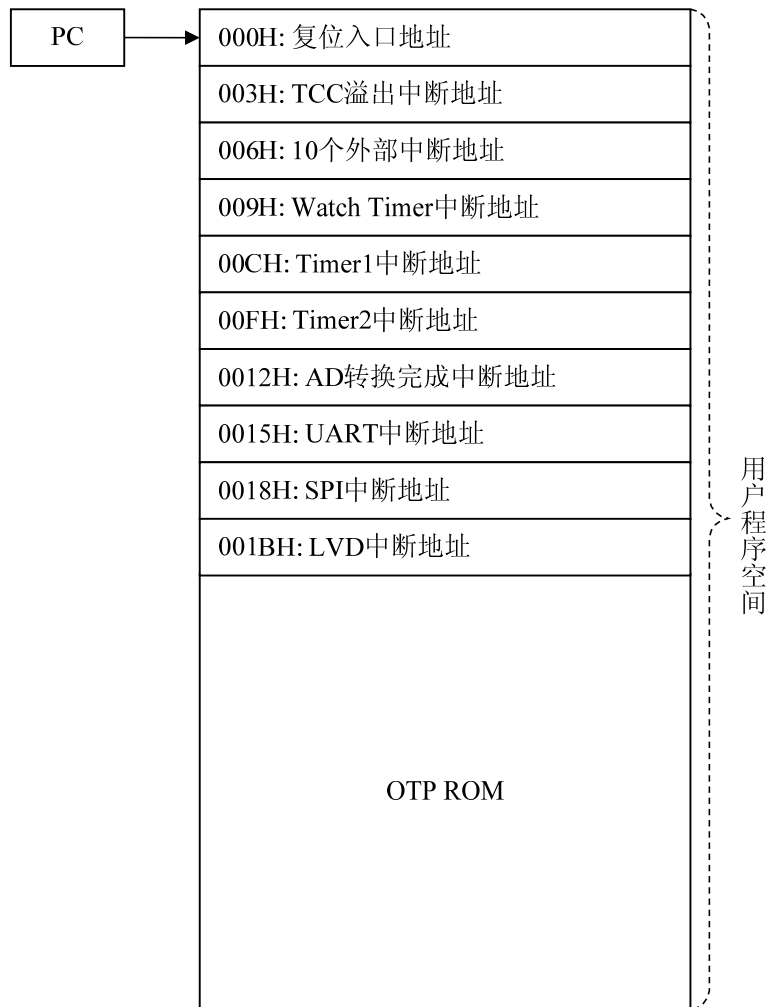 PC
000H: 复位入口地址
003H: TCC溢出中断地址
006H: 10个外部中断地址
009H: Watch Timer中断地址
00CH: Timer1中断地址
00FH: Timer2中断地址
0012H: AD转换完成中断地址
0015H: UART中断地址
0018H: SPI中断地址
001BH: LVD中断地址
用户程序空间
OTP ROM